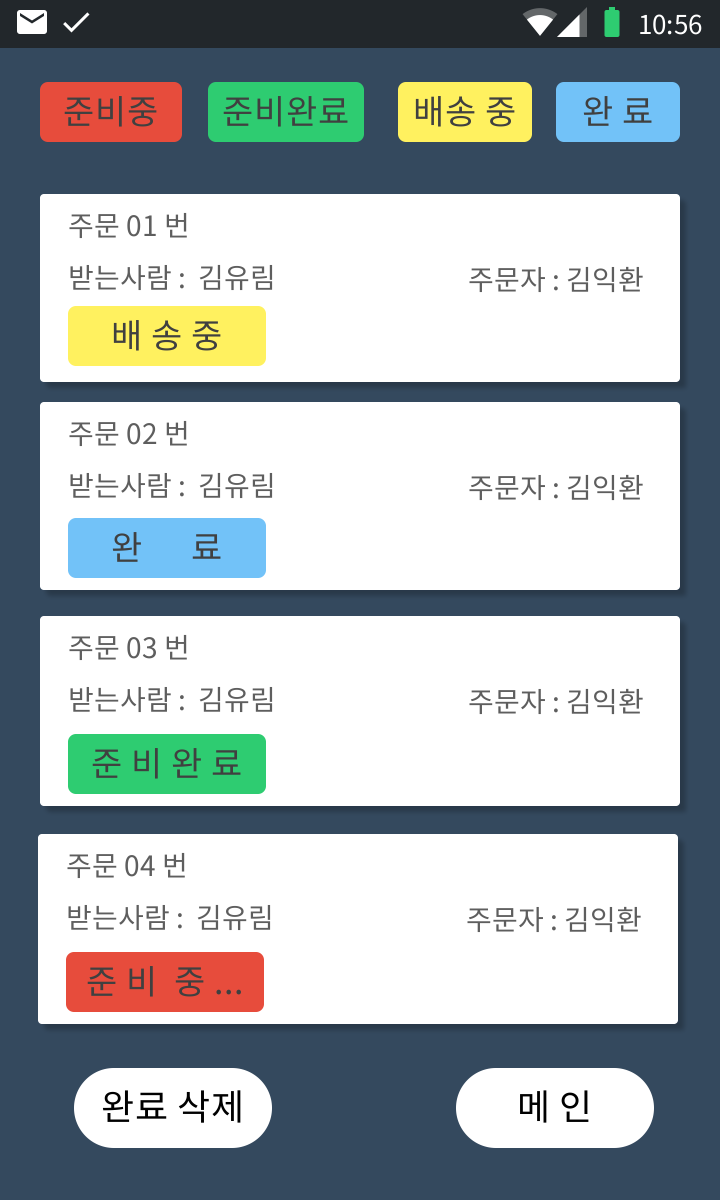 10:56
준비중 준비완료 배송 중 완 료
주문 01 번
받는사람 : 김유림 주문자 : 김익환
배 송 중
주문 02 번
받는사람 : 김유림 주문자 : 김익환
완 료
주문 03 번
받는사람 : 김유림 주문자 : 김익환
준 비 완 료
주문 04 번
받는사람 : 김유림 주문자 : 김익환
준 비 중 ...
완료 삭제 메 인